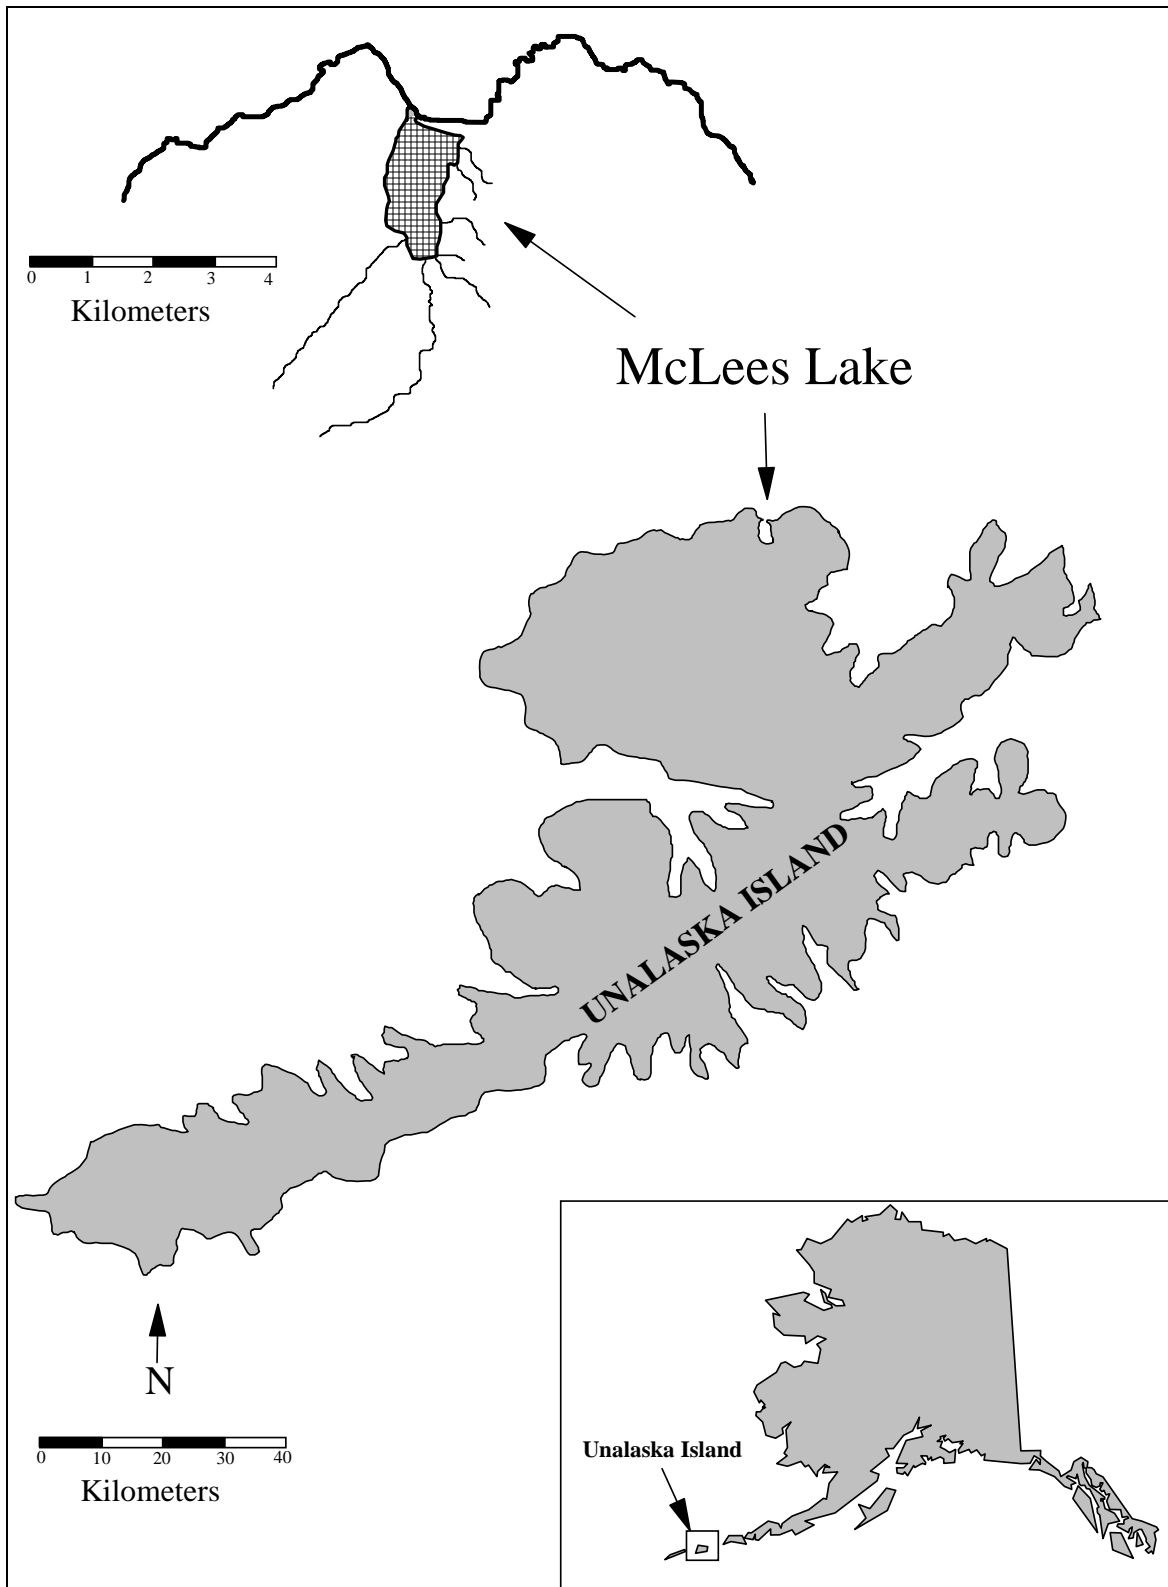 0 1 2 3 4
Kilometers
McLees Lake
UNALASKA ISLAND
N
0 10 20 30 40
Kilometers
Unalaska Island